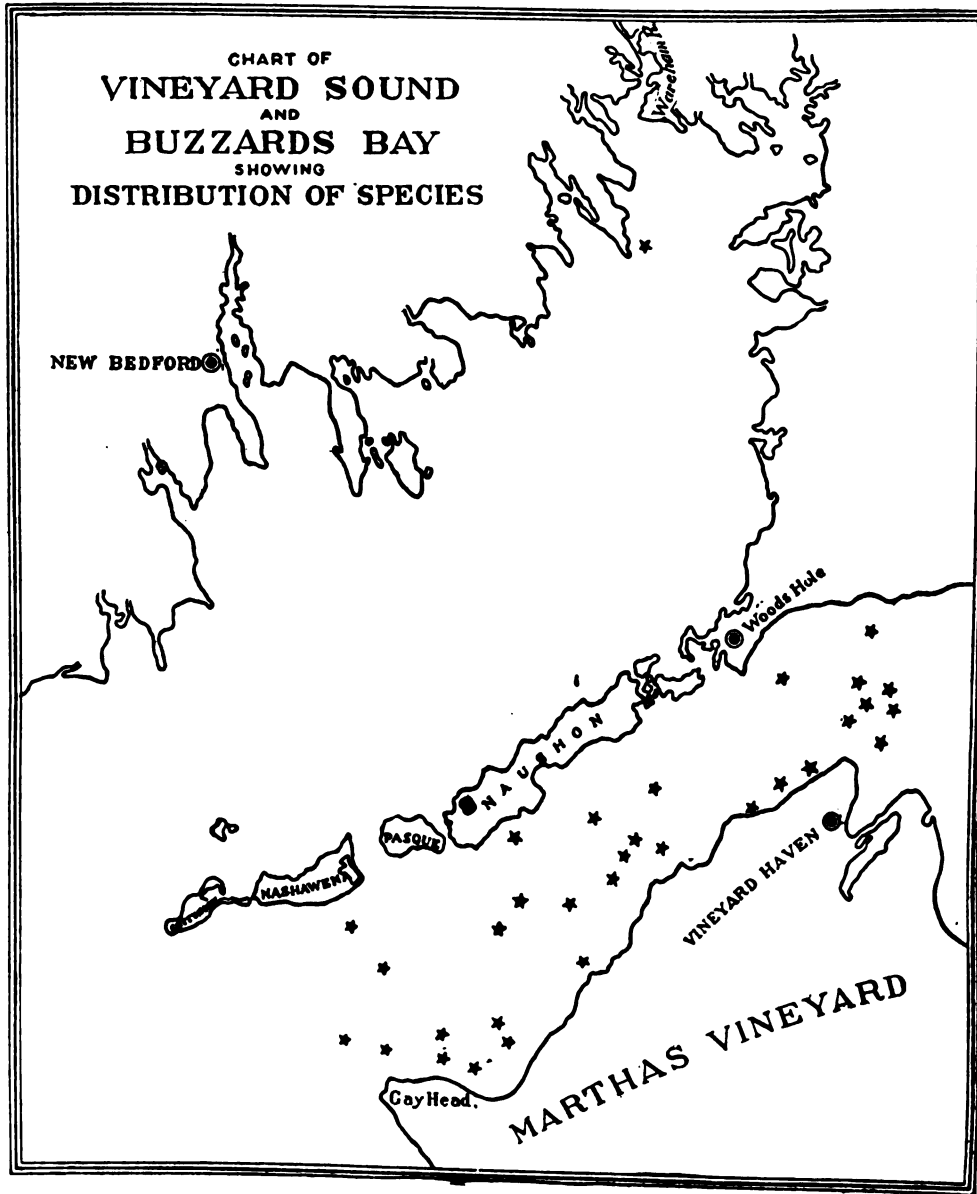 CHART OF
VINEYARD SOUND
AND
BUZZARDS BAY
SHOWING
DISTRIBUTION OF SPECIES
Wareham R.
NEW BEDFORD
Woods Hole
NAUSHON
PASQUE
NASHAWENA
VINEYARD HAVEN
MARTHAS VINEYARD
Gay Head.